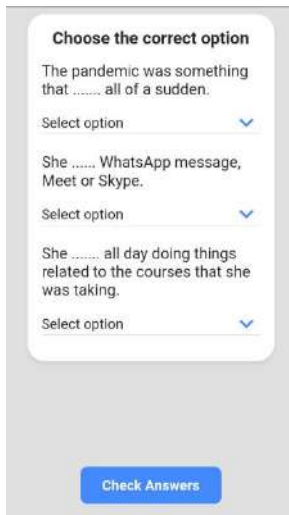 Choose the correct option
The pandemic was something
that ....... all of a sudden.
Select option
She ...... WhatsApp message,
Meet or Skype.
Select option
She ....... all day doing things
related to the courses that she
was taking.
Select option
Check Answers